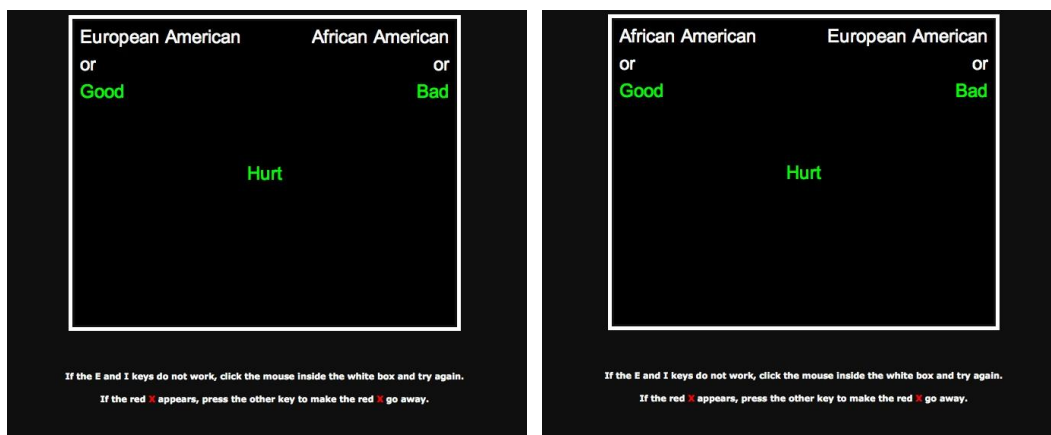 European American African American
or or
Good Bad
Hurt
If the E and I keys do not work, click the mouse inside the white box and try again.
If the red X appears, press the other key to make the red X go away.
African American European American
or or
Good Bad
Hurt
If the E and I keys do not work, click the mouse inside the white box and try again.
If the red X appears, press the other key to make the red X go away.